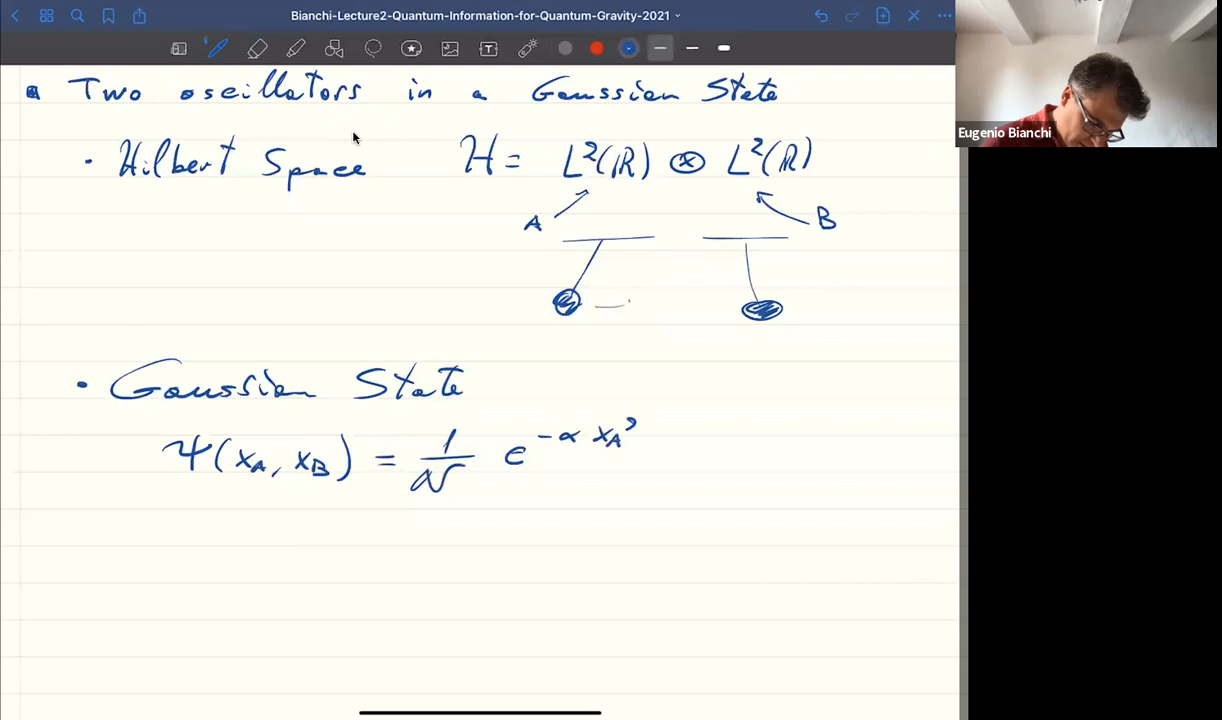 Bianchi-Lecture2-Quantum-Information-for-Quantum-Gravity-2021
Eugenio Bianchi
Two oscillators in a Gaussian State
· Hilbert Space H = L²(ℝ) ⊗ L²(ℝ)
A B
· Gaussian State
Ψ(x_A, x_B) = 1/𝒩 e^{-α x_A²